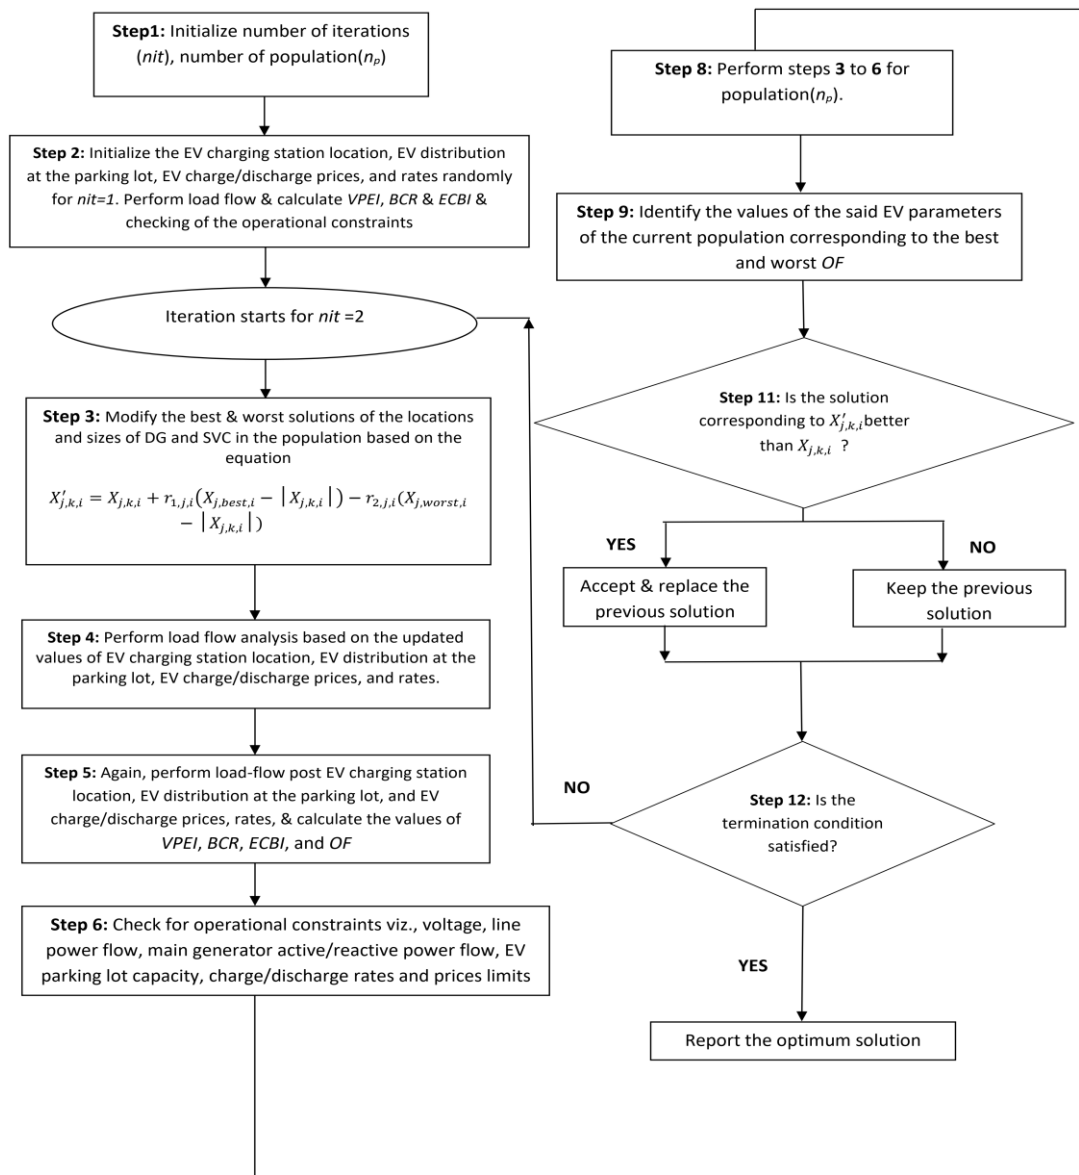 Step1: Initialize number of iterations
(nit), number of population(nₚ)
Step 2: Initialize the EV charging station location, EV distribution
at the parking lot, EV charge/discharge prices, and rates randomly
for nit=1. Perform load flow & calculate VPEI, BCR & ECBI &
checking of the operational constraints
Iteration starts for nit =2
Step 3: Modify the best & worst solutions of the locations
and sizes of DG and SVC in the population based on the
equation
X′j,k,i = Xj,k,i + r1,j,i(Xj,best,i − |Xj,k,i|) − r2,j,i(Xj,worst,i
− |Xj,k,i|)
Step 4: Perform load flow analysis based on the updated
values of EV charging station location, EV distribution at the
parking lot, EV charge/discharge prices, and rates.
Step 5: Again, perform load-flow post EV charging station
location, EV distribution at the parking lot, and EV
charge/discharge prices, rates, & calculate the values of
VPEI, BCR, ECBI, and OF
Step 6: Check for operational constraints viz., voltage, line
power flow, main generator active/reactive power flow, EV
parking lot capacity, charge/discharge rates and prices limits
Step 8: Perform steps 3 to 6 for
population(nₚ).
Step 9: Identify the values of the said EV parameters
of the current population corresponding to the best
and worst OF
Step 11: Is the solution
corresponding to X′j,k,i better
than Xj,k,i ?
YES
NO
Accept & replace the
previous solution
Keep the previous
solution
Step 12: Is the
termination condition
satisfied?
NO
YES
Report the optimum solution